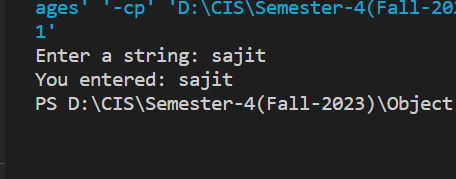 ages' '-cp' 'D:\CIS\Semester-4(Fall-202
1'
Enter a string: sajit
You entered: sajit
PS D:\CIS\Semester-4(Fall-2023)\Object